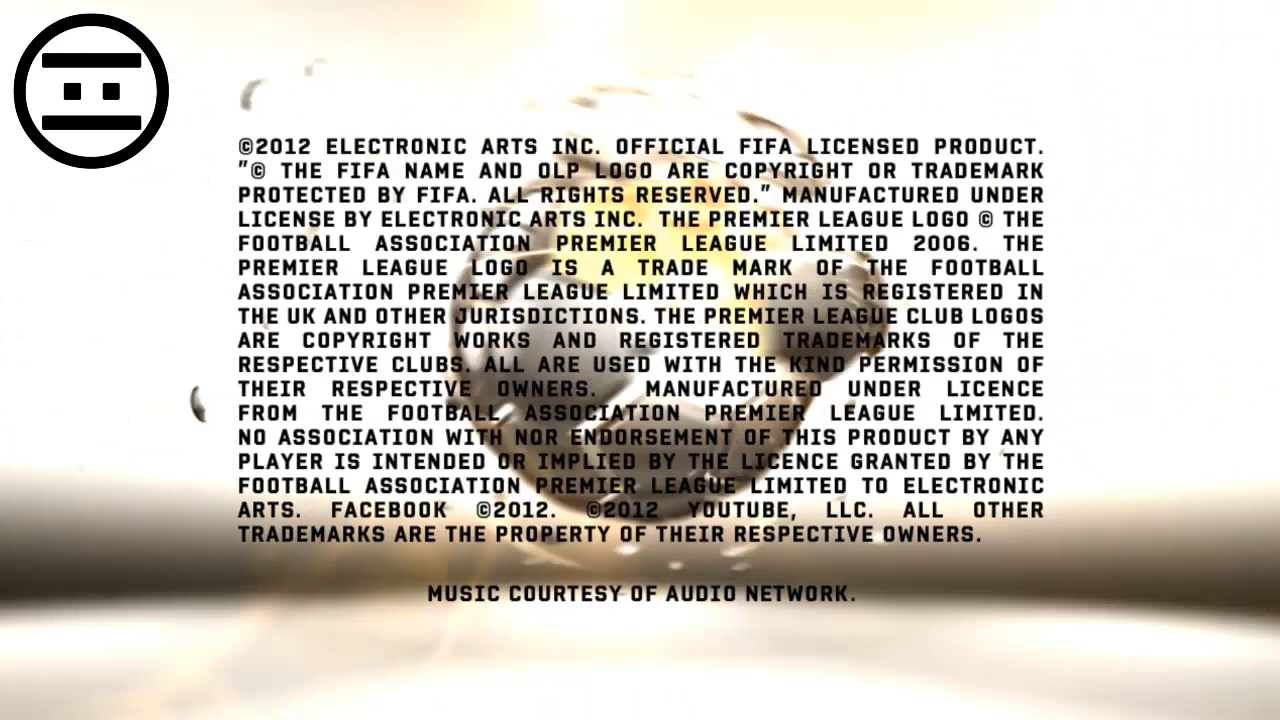 ©2012 ELECTRONIC ARTS INC. OFFICIAL FIFA LICENSED PRODUCT.
"© THE FIFA NAME AND OLP LOGO ARE COPYRIGHT OR TRADEMARK
PROTECTED BY FIFA. ALL RIGHTS RESERVED." MANUFACTURED UNDER
LICENSE BY ELECTRONIC ARTS INC. THE PREMIER LEAGUE LOGO © THE
FOOTBALL ASSOCIATION PREMIER LEAGUE LIMITED 2006. THE
PREMIER LEAGUE LOGO IS A TRADE MARK OF THE FOOTBALL
ASSOCIATION PREMIER LEAGUE LIMITED WHICH IS REGISTERED IN
THE UK AND OTHER JURISDICTIONS. THE PREMIER LEAGUE CLUB LOGOS
ARE COPYRIGHT WORKS AND REGISTERED TRADEMARKS OF THE
RESPECTIVE CLUBS. ALL ARE USED WITH THE KIND PERMISSION OF
THEIR RESPECTIVE OWNERS. MANUFACTURED UNDER LICENCE
FROM THE FOOTBALL ASSOCIATION PREMIER LEAGUE LIMITED.
NO ASSOCIATION WITH NOR ENDORSEMENT OF THIS PRODUCT BY ANY
PLAYER IS INTENDED OR IMPLIED BY THE LICENCE GRANTED BY THE
FOOTBALL ASSOCIATION PREMIER LEAGUE LIMITED TO ELECTRONIC
ARTS. FACEBOOK ©2012. ©2012 YOUTUBE, LLC. ALL OTHER
TRADEMARKS ARE THE PROPERTY OF THEIR RESPECTIVE OWNERS.
MUSIC COURTESY OF AUDIO NETWORK.